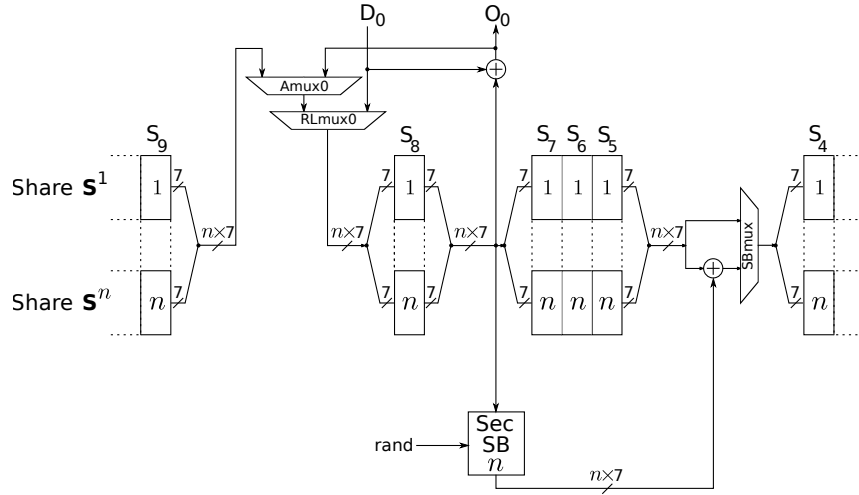 D₀ O₀
Amux0
RLmux0
S₉ S₈ S₇ S₆ S₅ S₄
Share S¹ 1 7 7 1 7 7 1 1 1 7 7 1
n×7 n×7 n×7 n×7 SBmux
Share Sⁿ n 7 7 n 7 7 n n n 7 7 n
rand
Sec
SB
n
n×7